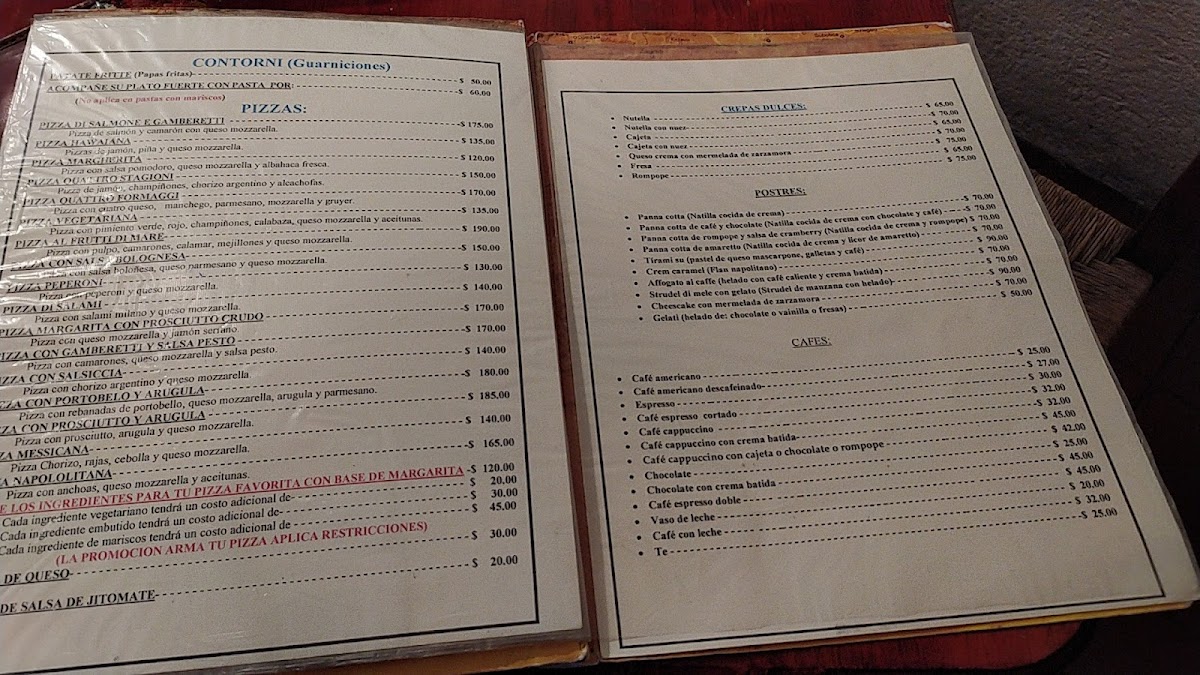 CONTORNI (Guarniciones)
PATATE FRITTE (Papas fritas) $ 50.00
ACOMPAÑE SU PLATO FUERTE CON PASTA POR: $ 60.00
(No aplica en pastas con mariscos)
PIZZAS:
PIZZA DI SALMONE E GAMBERETTI $ 175.00
Pizza de salmón y camarón con queso mozzarella.
PIZZA HAWAIANA $ 135.00
Pizzas de jamón, piña y queso mozzarella.
PIZZA MARGHERITA $ 120.00
Pizza con salsa pomodoro, queso mozzarella y albahaca fresca.
PIZZA QUATTRO STAGIONI $ 150.00
Pizza de jamón, champiñones, chorizo argentino y alcachofas.
PIZZA QUATTRO FORMAGGI $ 170.00
Pizza con cuatro queso, manchego, parmesano, mozzarella y gruyer.
PIZZA VEGETARIANA $ 135.00
Pizza con pimiento verde, rojo, champiñones, calabaza, queso mozzarella y aceitunas.
PIZZA AL FRUTTI DI MARE $ 190.00
Pizza con pulpo, camarones, calamar, mejillones y queso mozzarella.
PIZZA CON SALSA BOLOGNESA $ 150.00
Pizza con salsa boloñesa, queso parmesano y queso mozzarella.
PIZZA PEPERONI $ 130.00
Pizza con peperoni y queso mozzarella.
PIZZA DI SALAMI $ 140.00
Pizza con salami milano y queso mozzarella.
PIZZA MARGARITA CON PROSCIUTTO CRUDO $ 170.00
Pizza con queso mozzarella y jamón serrano
PIZZA CON GAMBERETTI Y SALSA PESTO $ 170.00
Pizza con camarones, queso mozzarella y salsa pesto.
PIZZA CON SALSICCIA $ 140.00
Pizza con chorizo argentino y queso mozzarella.
ZZA CON PORTOBELO Y ARUGULA $ 180.00
Pizza con rebanadas de portobello, queso mozzarella, arugula y parmesano.
ZZA CON PROSCIUTTO Y ARUGULA $ 185.00
Pizza con prosciutto, arugula y queso mozzarella.
ZA MESSICANA $ 140.00
Pizza Chorizo, rajas, cebolla y queso mozzarella.
ZA NAPOLOLITANA $ 165.00
Pizza con anchoas, queso mozzarella y aceitunas.
E LOS INGREDIENTES PARA TU PIZZA FAVORITA CON BASE DE MARGARITA -$ 120.00
Cada ingrediente vegetariano tendrá un costo adicional de $ 20.00
Cada ingrediente embutido tendrá un costo adicional de $ 30.00
Cada ingrediente de mariscos tendrá un costo adicional de $ 45.00
(LA PROMOCION ARMA TU PIZZA APLICA RESTRICCIONES)
DE QUESO $ 30.00
DE SALSA DE JITOMATE $ 20.00
CREPAS DULCES:
• Nutella $ 65.00
• Nutella con nuez $ 70.00
• Cajeta $ 65.00
• Cajeta con nuez $ 70.00
• Queso crema con mermelada de zarzamora $ 75.00
• Fresa $ 65.00
• Rompope $ 75.00
POSTRES:
• Panna cotta (Natilla cocida de crema) $ 70.00
• Panna cotta de café y chocolate (Natilla cocida de crema con chocolate y café) $ 70.00
• Panna cotta de rompope y salsa de cramberry (Natilla cocida de crema y rompope) $ 70.00
• Panna cotta de amaretto (Natilla cocida de crema y licor de amaretto) $ 70.00
• Tirami su (pastel de queso mascarpone, galletas y café) $ 90.00
• Crem caramel (Flan napolitano) $ 70.00
• Affogato al caffe (helado con café caliente y crema batida) $ 70.00
• Strudel di mele con gelato (Strudel de manzana con helado) $ 90.00
• Cheescake con mermelada de zarzamora $ 70.00
• Gelati (helado de: chocolate o vainilla o fresas) $ 50.00
CAFES:
• Café americano $ 25.00
• Café americano descafeinado $ 27.00
• Espresso $ 30.00
• Café espresso cortado $ 32.00
• Café cappuccino $ 32.00
• Café cappuccino con crema batida $ 45.00
• Café cappuccino con cajeta o chocolate o rompope $ 42.00
• Chocolate $ 25.00
• Chocolate con crema batida $ 45.00
• Café espresso doble $ 45.00
• Vaso de leche $ 20.00
• Café con leche $ 32.00
• Te $ 25.00